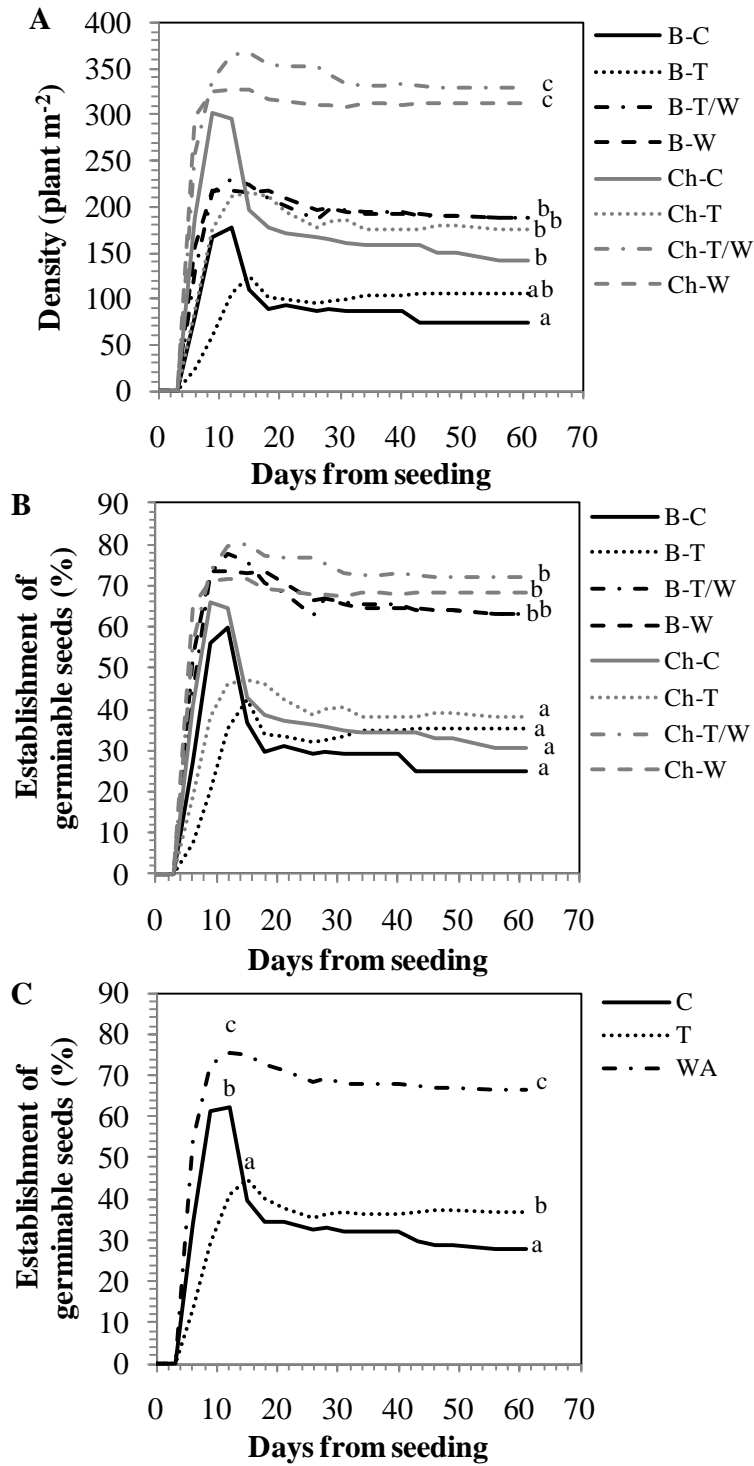 A
Density (plant m-2)
400
350
300
250
200
150
100
50
0
0 10 20 30 40 50 60 70
Days from seeding
c
c
b
b
b
b
ab
a
B-C
B-T
B-T/W
B-W
Ch-C
Ch-T
Ch-T/W
Ch-W
B
Establishment of
germinable seeds (%)
90
80
70
60
50
40
30
20
10
0
0 10 20 30 40 50 60 70
Days from seeding
b
b
b
b
a
a
a
a
B-C
B-T
B-T/W
B-W
Ch-C
Ch-T
Ch-T/W
Ch-W
C
Establishment of
germinable seeds (%)
90
80
70
60
50
40
30
20
10
0
0 10 20 30 40 50 60 70
Days from seeding
c
b
a
c
b
a
C
T
WA